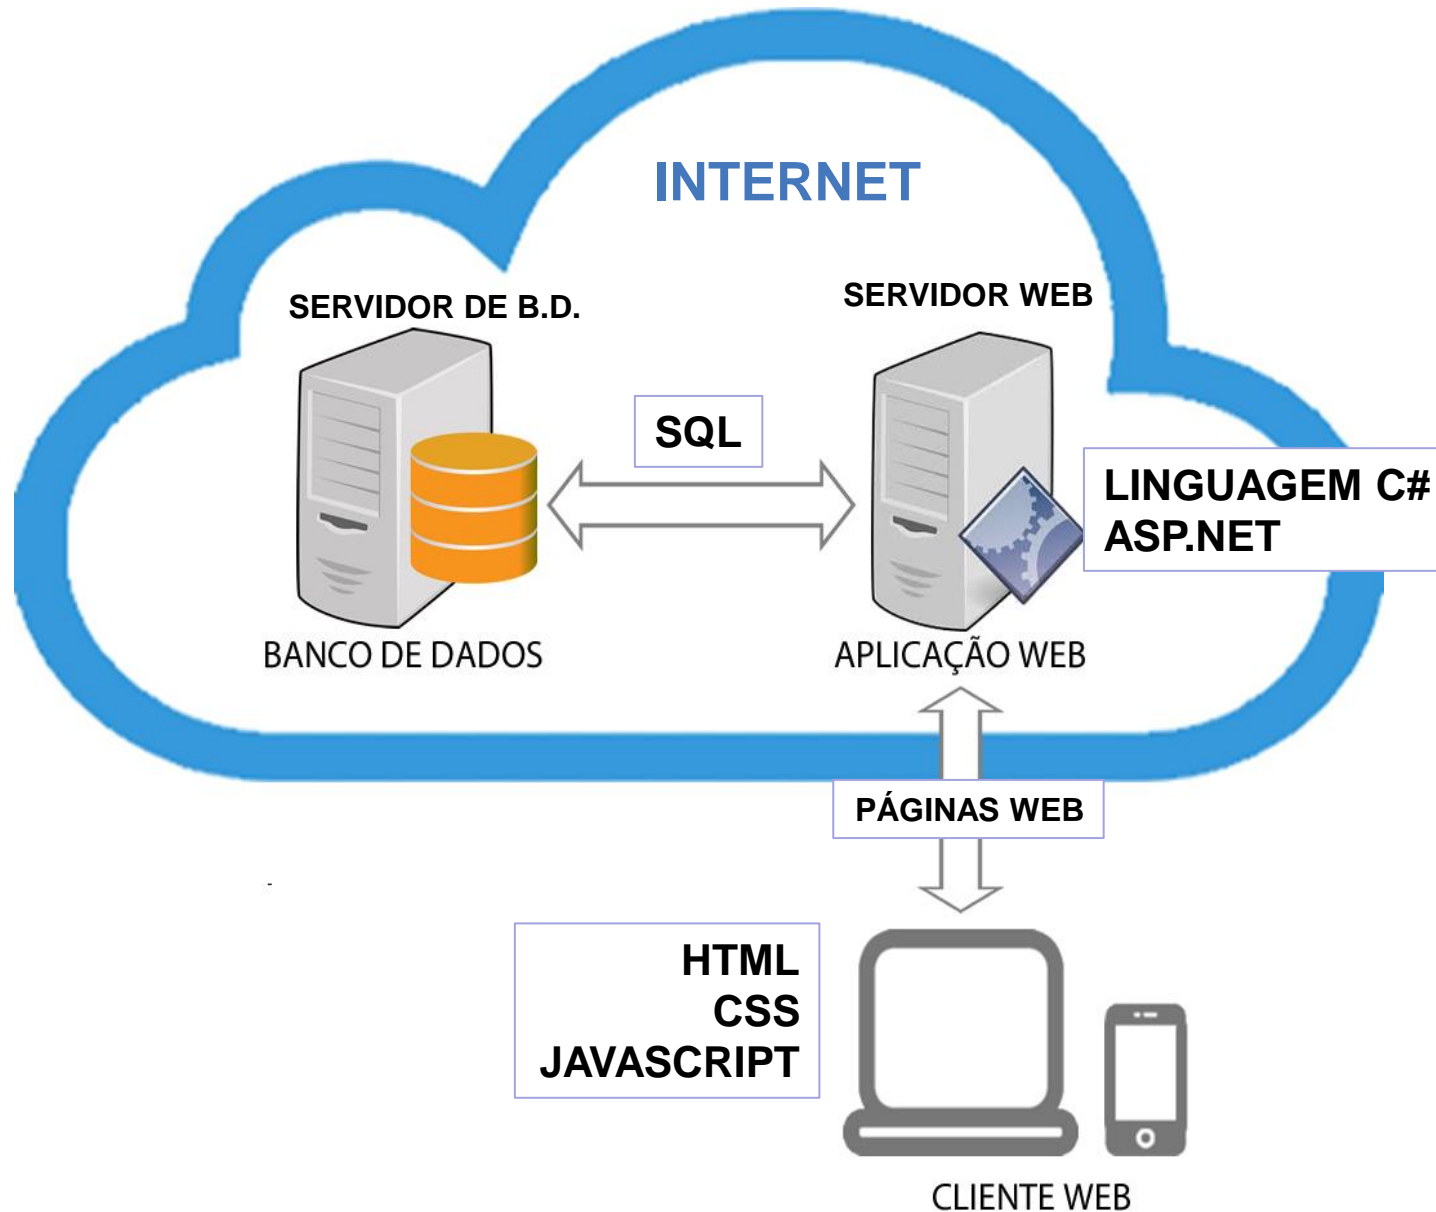 INTERNET
SERVIDOR DE B.D.
SERVIDOR WEB
SQL
LINGUAGEM C#
ASP.NET
BANCO DE DADOS
APLICAÇÃO WEB
PÁGINAS WEB
-
HTML
CSS
JAVASCRIPT
CLIENTE WEB